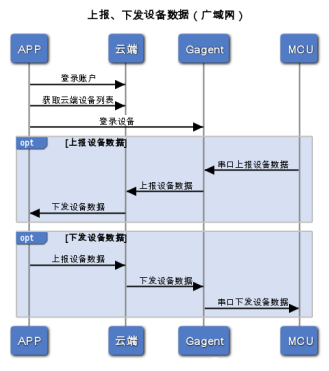 上报、下发设备数据（广域网）
APP 云端 Gagent MCU
登录账户
获取云端设备列表
登录设备
opt [上报设备数据]
串口上报设备数据
上报设备数据
下发设备数据
opt [下发设备数据]
上报设备数据
下发设备数据
串口下发设备数据
APP 云端 Gagent MCU